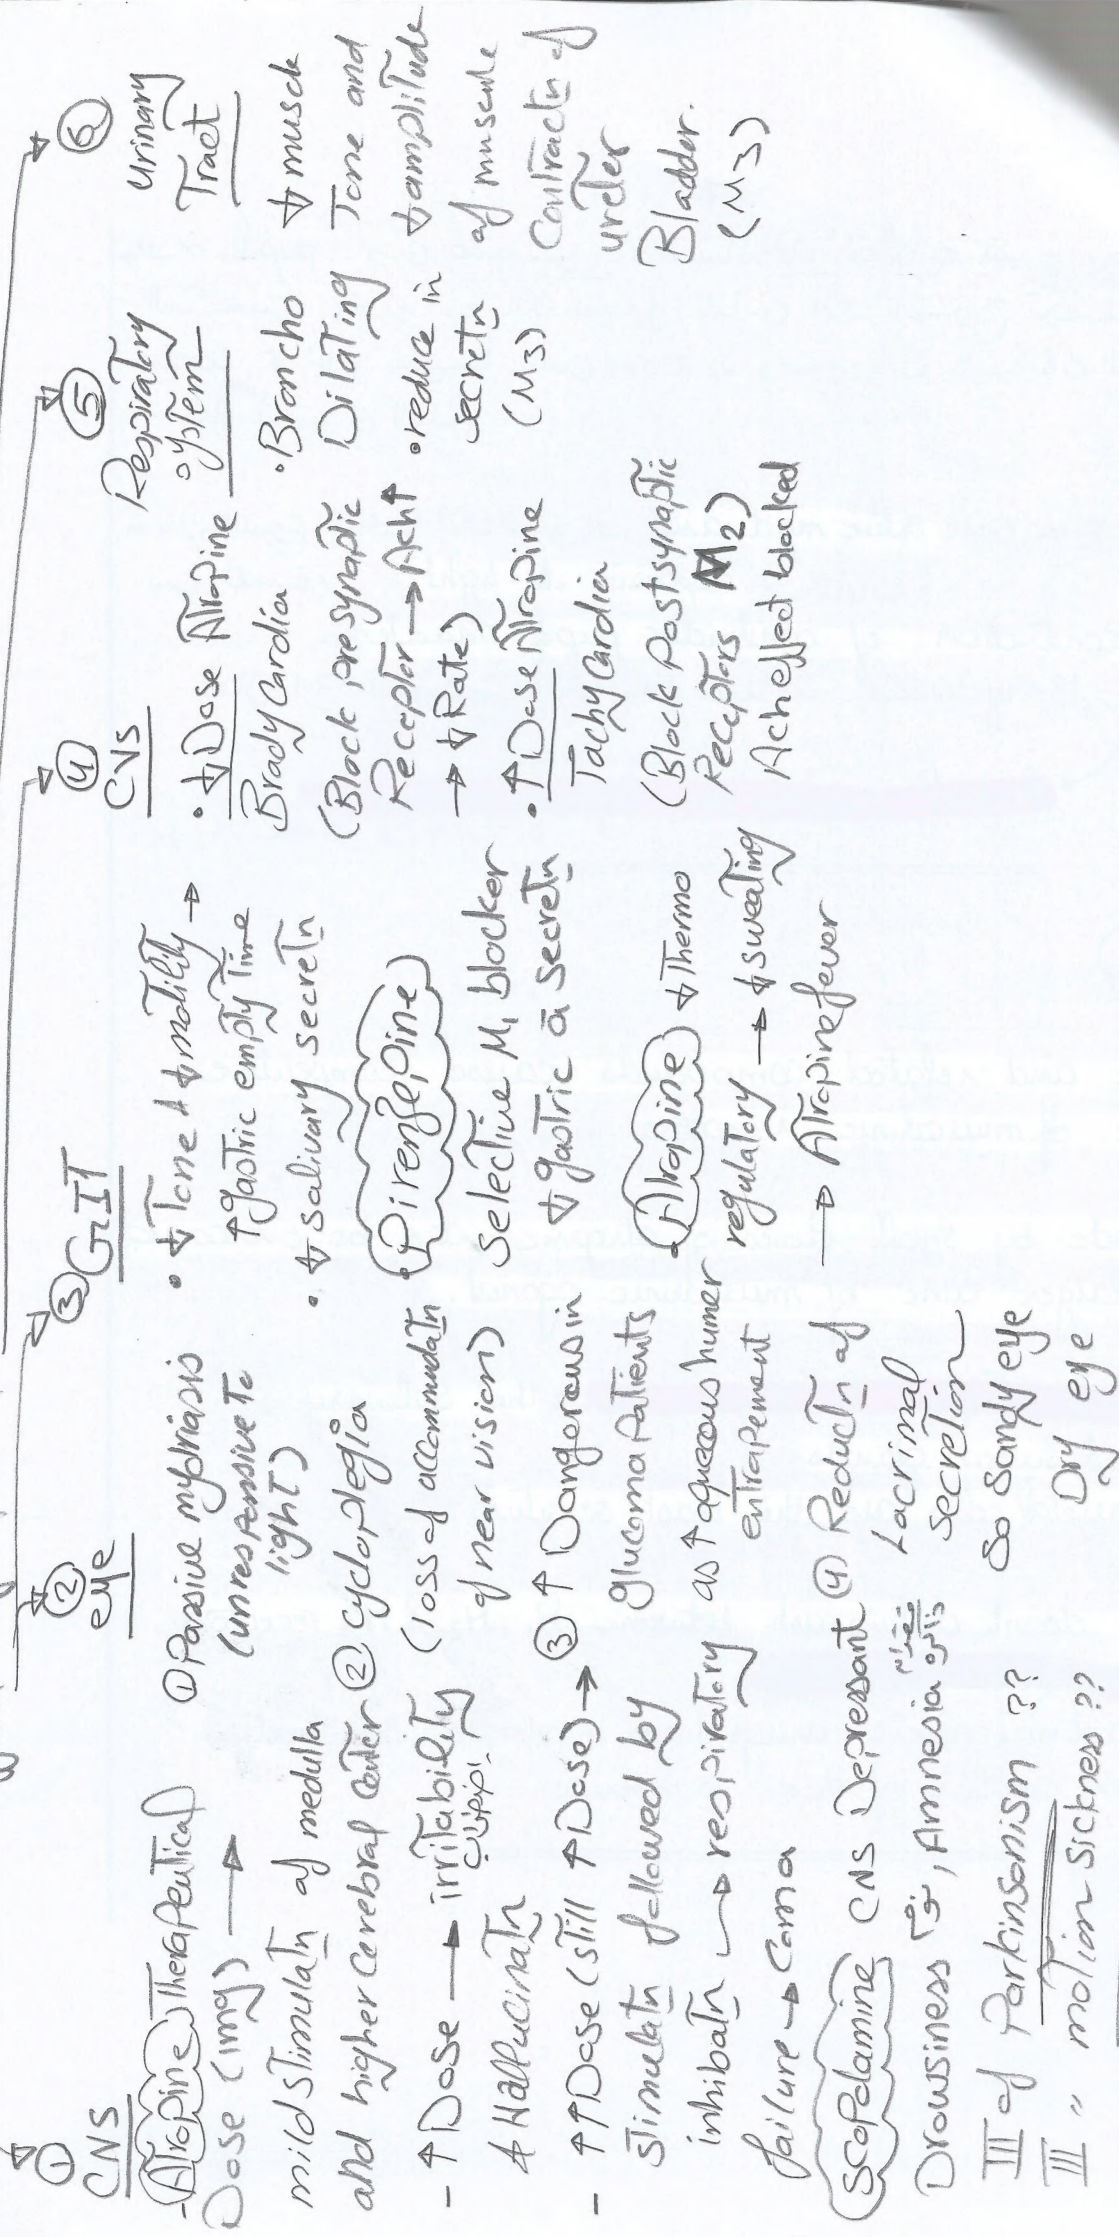 ①
CNS
- Atropine Therapeutical
Dose (1mg) →
mild stimulatn of medulla
and higher cerebral center
- ↑ Dose → irritability
& Hallucinatn
- ↑↑ Dose (still ↑ Dose) →
stimulatn followed by
inhibatn → respiratory
failure → Coma
Scopolamine CNS Depressant
Drowsiness, Amnesia
III of Parkinsonism ??
III " motion sickness ??
②
eye
① Passive mydriasis
(unresponsive to
light)
② cycloplegia
(loss of accommodatn
of near vision)
③ ↑ Dangerous in
glucoma patients
as ↑ aqueous humer
entrapement
④ Reductn of
Lacrimal
Secretion
So Sandy eye
Dry eye
③ GIT
• ↓ Tone & ↓ motility →
↑ gastric empty Time
• ↓ salivary secretn
• Pirenzepine
Selective M1 blocker
↓ gastric a secretn
• Atropine ↓ Thermo
regulatory → ↓ sweating
→ Atropine fever
④
CVS
• ↓ Dose Atropine
BradyCardia
(Block presynaptic
Receptor → Ach ↑
→ ↓ Rate)
• ↑ Dose Atropine
TachyCardia
(Block Postsynaptic
Receptors M2)
Ach effect blocked
⑤
Respiratory
system
• Broncho
Dilating
• reduce in
secretn
(M3)
⑥
Urinary
Tract
↓ muscle
Tone and
↓ amplitude
of muscule
Contractn of
ureter
Bladder.
(M3)